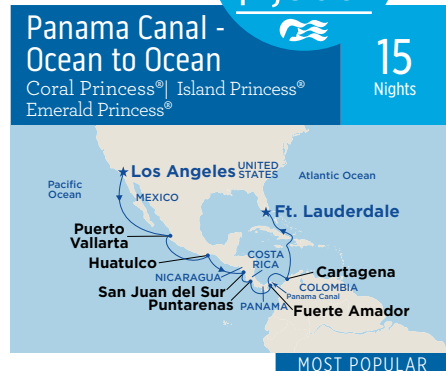 Panama Canal -
Ocean to Ocean
Coral Princess®| Island Princess®
Emerald Princess®
15
Nights
Los Angeles
UNITED
STATES
Atlantic Ocean
Pacific
Ocean
MEXICO
Ft. Lauderdale
Puerto
Vallarta
Huatulco
COSTA
RICA
NICARAGUA
Cartagena
San Juan del Sur
COLOMBIA
Puntarenas
Panama Canal
PANAMA
Fuerte Amador
MOST POPULAR